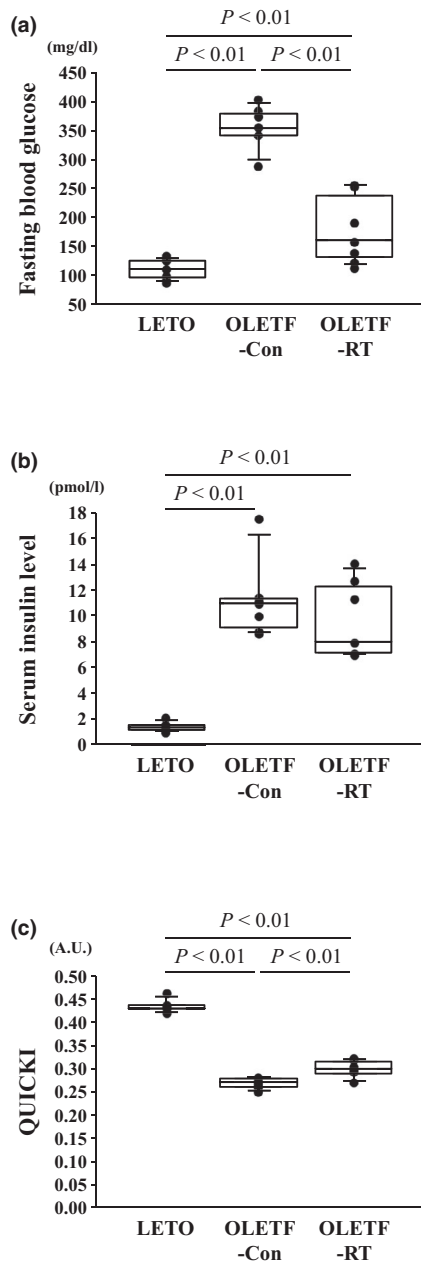 (a)
(mg/dl)
P < 0.01
P < 0.01 P < 0.01
Fasting blood glucose
450
400
350
300
250
200
150
100
50
LETO OLETF OLETF
-Con -RT
(b)
(pmol/l)
P < 0.01
P < 0.01
Serum insulin level
18
16
14
12
10
8
6
4
2
0
LETO OLETF OLETF
-Con -RT
(c)
(A.U.)
P < 0.01
P < 0.01 P < 0.01
QUICKI
0.50
0.45
0.40
0.35
0.30
0.25
0.20
0.15
0.10
0.05
0.00
LETO OLETF OLETF
-Con -RT